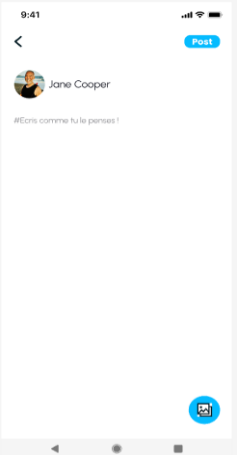 9:41
Post
Jane Cooper
#Ecris comme tu le penses !